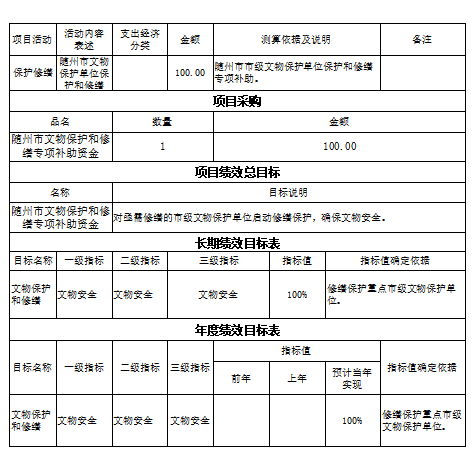 项目活动 活动内容表述 支出经济分类 金额 测算依据及说明 备注
保护修缮 随州市文物保护单位保护和修缮 100.00 随州市市级文物保护单位保护和修缮专项补助。
项目采购
品名 数量 金额
随州市文物保护和修缮专项补助资金 1 100.00
项目绩效总目标
名称 目标说明
随州市文物保护和修缮专项补助资金 对亟需修缮的市级文物保护单位启动修缮保护，确保文物安全。
长期绩效目标表
目标名称 一级指标 二级指标 三级指标 指标值 指标值确定依据
文物保护和修缮 文物安全 文物安全 文物安全 100% 修缮保护重点市级文物保护单位。
年度绩效目标表
目标名称 一级指标 二级指标 三级指标 指标值 指标值确定依据
前年 上年 预计当年实现
文物保护和修缮 文物安全 文物安全 文物安全 100% 修缮保护重点市级文物保护单位。